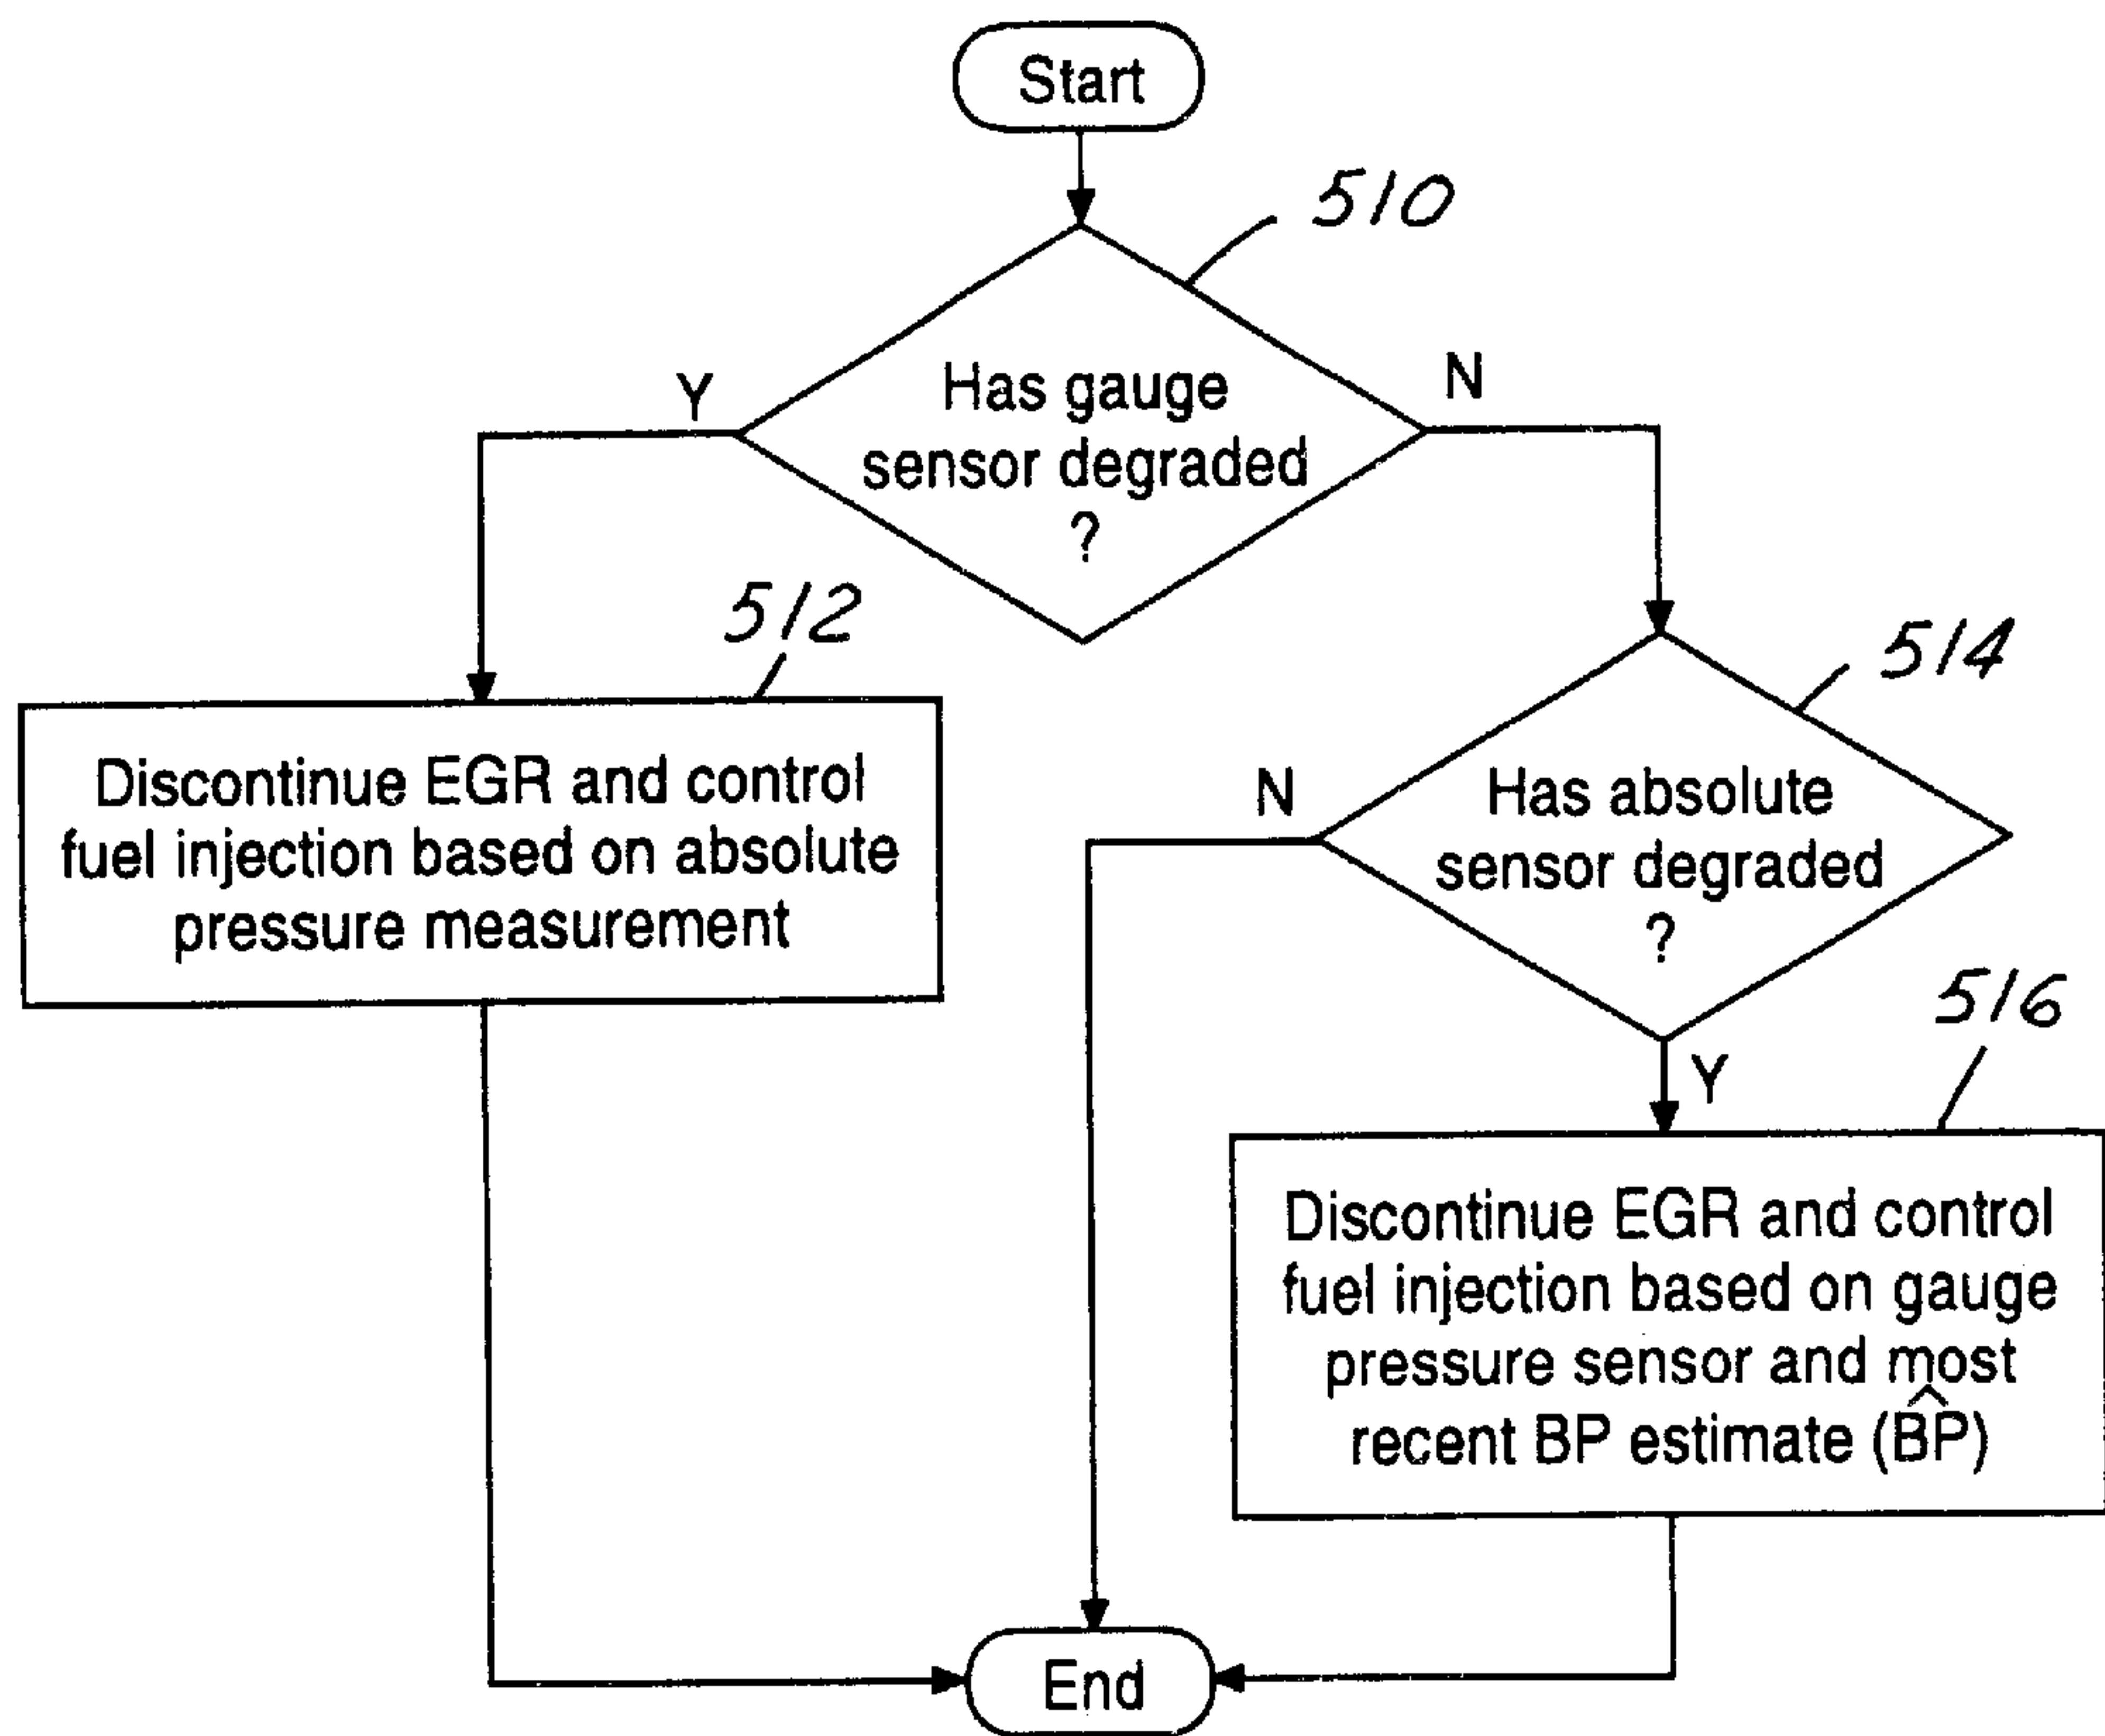 Start
510
Has gauge
sensor degraded
?
Y
N
512
Discontinue EGR and control
fuel injection based on absolute
pressure measurement
514
Has absolute
sensor degraded
?
N
Y
516
Discontinue EGR and control
fuel injection based on gauge
pressure sensor and most
recent BP estimate (B͡P̂)
End